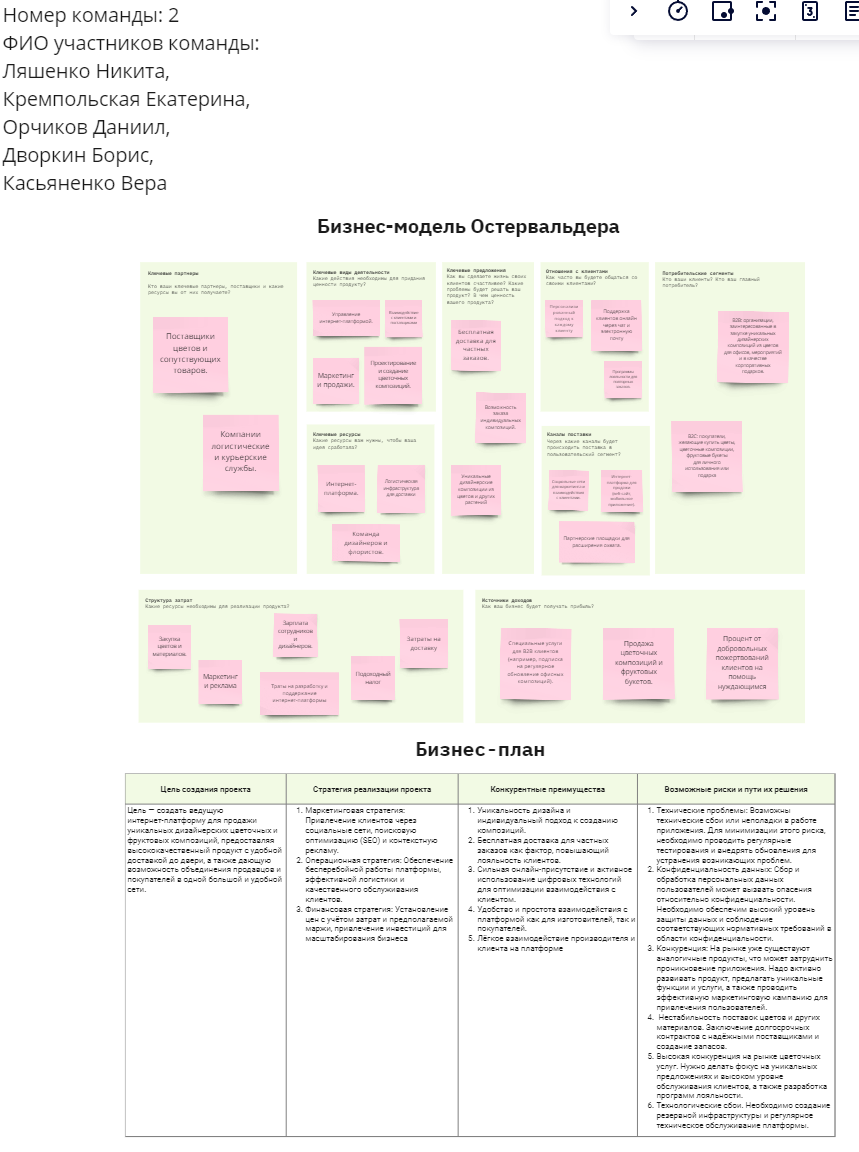 Номер команды: 2
ФИО участников команды:
Ляшенко Никита,
Кремпольская Екатерина,
Орчиков Даниил,
Дворкин Борис,
Касьяненко Вера
Бизнес-модель Остервальдера
Ключевые партнеры
Кто ваши ключевые партнеры, поставщики и какие
ресурсы вы от них получаете?
Поставщики
цветов и
сопутствующих
товаров.
Компании
логистические
и курьерские
службы.
Ключевые виды деятельности
Какие действия необходимы для придания
ценности продукту?
Управление
интернет-платформой.
Взаимодействие
с клиентами и
поставщиками
Маркетинг
и продажи.
Проектирование
и создание
цветочных
композиций.
Ключевые ресурсы
Какие ресурсы вам нужны, чтобы ваша
идея сработала?
Интернет-
платформа.
Логистическая
инфраструктура
для доставки
Команда
дизайнеров и
флористов.
Ключевые предложения
Как вы сделаете жизнь своих
клиентов счастливее? Какие
проблемы будет решать ваш
продукт? В чем ценность
вашего продукта?
Бесплатная
доставка для
частных
заказов.
Возможность
заказа
индивидуальных
композиций.
Уникальные
дизайнерские
композиции из
цветов и других
растений
Отношения с клиентами
Как часто вы будете общаться со
своими клиентами?
подход к
каждому
клиенту.
Поддержка
клиентов онлайн
через чат и
электронную
почту
Программы
лояльности для
Каналы поставки
Через какие каналы будет
происходить поставка в
пользовательский сегмент?
Социальные сети
для
взаимодействия
с клиентами
Интернет
платформа для
продажи
(веб-сайт,
мобильное
приложение).
Партнерские площадки для
расширения охвата.
Потребительские сегменты
Кто ваши клиенты? Кто ваш главный
потребитель?
B2B: организации,
заинтересованные в
закупке уникальных
дизайнерских
композиций из цветов
для офисов, мероприятий
и в качестве
корпоративных
подарков.
B2C: покупатели,
желающие купить цветы,
цветочные композиции,
фруктовые букеты
для личного
использования или
подарка
Структура затрат
Какие ресурсы необходимы для реализации продукта?
Закупка
цветов и
материалов.
Маркетинг
и реклама
Зарплата
сотрудников
и
дизайнеров.
Траты на разработку и
поддержание
интернет-платформы
Подоходный
налог
Затраты на
доставку
Источники доходов
Как ваш бизнес будет получать прибыль?
Специальные услуги
для B2B клиентов
(например, подписка
на регулярное
обновление офисных
композиций).
Продажа
цветочных
композиций и
фруктовых
букетов.
Процент от
добровольных
пожертвований
клиентов на
помощь
нуждающимся
Бизнес-план
Цель создания проекта
Стратегия реализации проекта
Конкурентные преимущества
Возможные риски и пути их решения
Цель — создать ведущую
интернет-платформу для продажи
уникальных дизайнерских цветочных и
фруктовых композиций, предоставляя
высококачественный продукт с удобной
доставкой до двери, а также дающую
возможность объединения продавцов и
покупателей в одной большой и удобной
сети.
1. Маркетинговая стратегия:
Привлечение клиентов через
социальные сети, поисковую
оптимизацию (SEO) и контекстную
рекламу.
2. Операционная стратегия: Обеспечение
бесперебойной работы платформы,
эффективной логистики и
качественного обслуживания
клиентов.
3. Финансовая стратегия: Установление
цен с учётом затрат и предполагаемой
маржи, привлечение инвестиций для
масштабирования бизнеса
1. Уникальность дизайна и
индивидуальный подход к созданию
композиций.
2. Бесплатная доставка для частных
заказов как фактор, повышающий
лояльность клиентов.
3. Сильная онлайн-присутствие и активное
использование цифровых технологий
для оптимизации взаимодействия с
клиентом.
4. Удобство и простота взаимодействия с
платформой как для изготовителей, так и
покупателей.
5. Лёгкое взаимодействие производителя и
клиента на платформе
1. Технические проблемы: Возможны
технические сбои или неполадки в работе
приложения. Для минимизации этого риска,
необходимо проводить регулярные
тестирования и внедрять обновления для
устранения возникающих проблем.
2. Конфиденциальность данных: Сбор и
обработка персональных данных
пользователей может вызвать опасения
относительно конфиденциальности.
Необходимо обеспечим высокий уровень
защиты данных и соблюдение
соответствующих нормативных требований в
области конфиденциальности.
3. Конкуренция: На рынке уже существуют
аналогичные продукты, что может затруднить
проникновение приложения. Надо активно
развивать продукт, предлагать уникальные
функции и услуги, а также проводить
эффективную маркетинговую кампанию для
привлечения пользователей.
4. Нестабильность поставок цветов и других
материалов. Заключение долгосрочных
контрактов с надёжными поставщиками и
создание запасов.
5. Высокая конкуренция на рынке цветочных
услуг. Нужно делать фокус на уникальных
предложениях и высоком уровне
обслуживания клиентов, а также разработка
программ лояльности.
6. Технологические сбои. Необходимо создание
резервной инфраструктуры и регулярное
техническое обслуживание платформы.